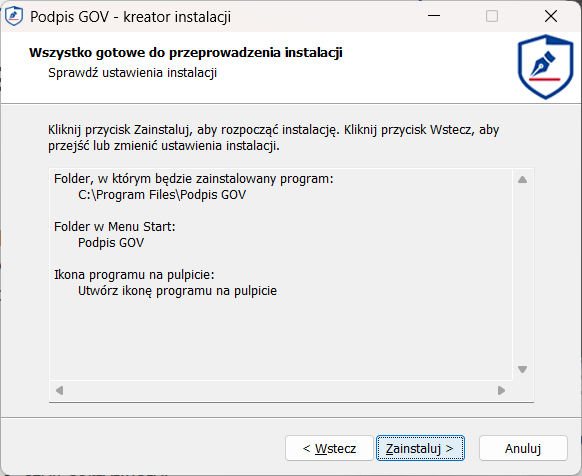 Podpis GOV - kreator instalacji
Wszystko gotowe do przeprowadzenia instalacji
Sprawdź ustawienia instalacji
Kliknij przycisk Zainstaluj, aby rozpocząć instalację. Kliknij przycisk Wstecz, aby
przejść lub zmienić ustawienia instalacji.
Folder, w którym będzie zainstalowany program:
C:\Program Files\Podpis GOV
Folder w Menu Start:
Podpis GOV
Ikona programu na pulpicie:
Utwórz ikonę programu na pulpicie
< Wstecz
Zainstaluj >
Anuluj